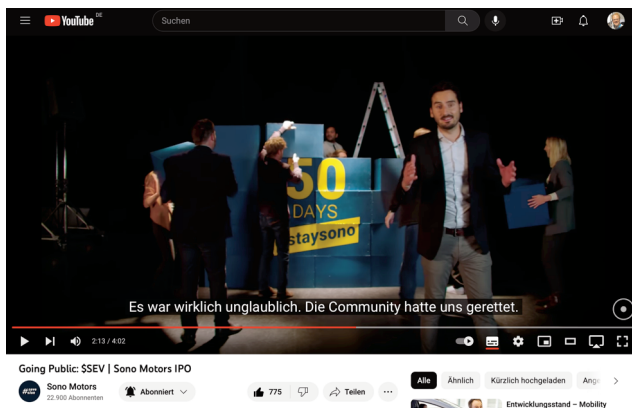 YouTube DE
Suchen
50
DAYS
staysono
Es war wirklich unglaublich. Die Community hatte uns gerettet.
2:13 / 4:02
Going Public: $SEV | Sono Motors IPO
Sono Motors
22.900 Abonnenten
Abonniert
775
Teilen
Alle
Ähnlich
Kürzlich hochgeladen
Ange
Entwicklungsstand – Mobility